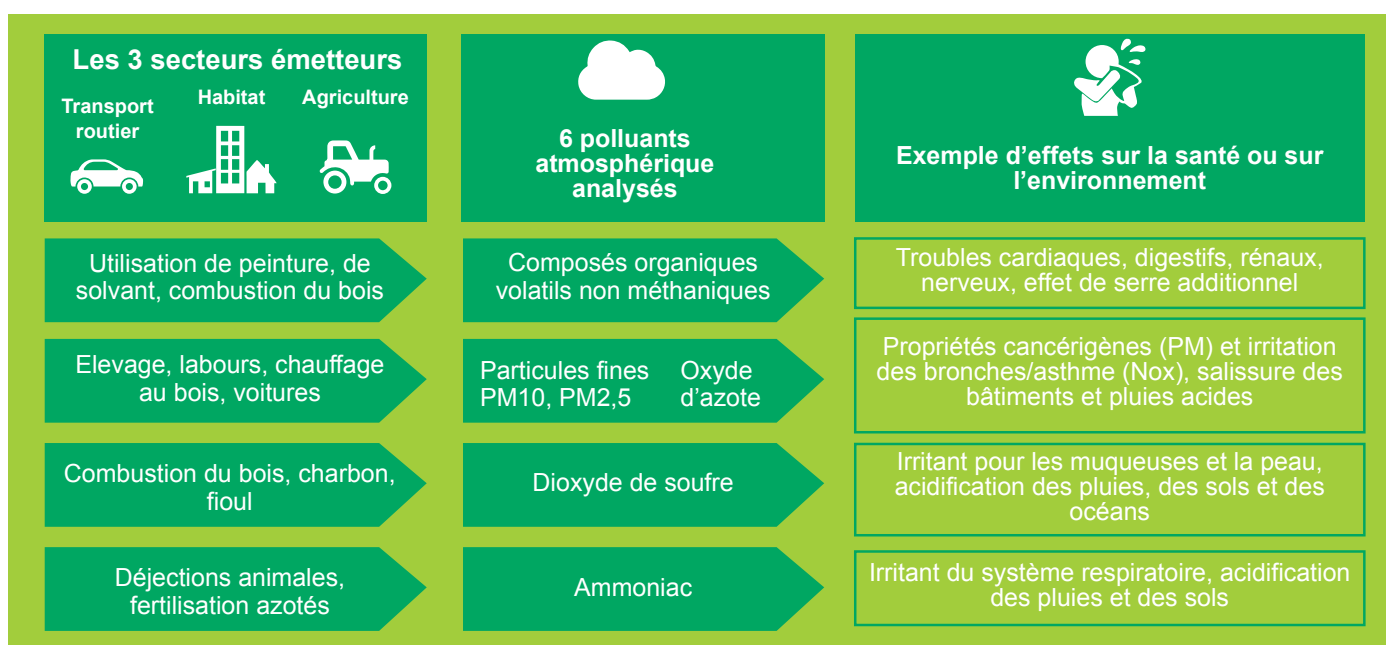 Les 3 secteurs émetteurs
Transport
routier
Habitat
Agriculture
6 polluants
atmosphérique
analysés
Exemple d'effets sur la santé ou sur
l'environnement
Utilisation de peinture, de
solvant, combustion du bois
Composés organiques
volatils non méthaniques
Troubles cardiaques, digestifs, rénaux,
nerveux, effet de serre additionnel
Elevage, labours, chauffage
au bois, voitures
Particules fines
PM10, PM2,5
Oxyde
d'azote
Propriétés cancérigènes (PM) et irritation
des bronches/asthme (Nox), salissure des
bâtiments et pluies acides
Combustion du bois, charbon,
fioul
Dioxyde de soufre
Irritant pour les muqueuses et la peau,
acidification des pluies, des sols et des
océans
Déjections animales,
fertilisation azotés
Ammoniac
Irritant du système respiratoire, acidification
des pluies et des sols